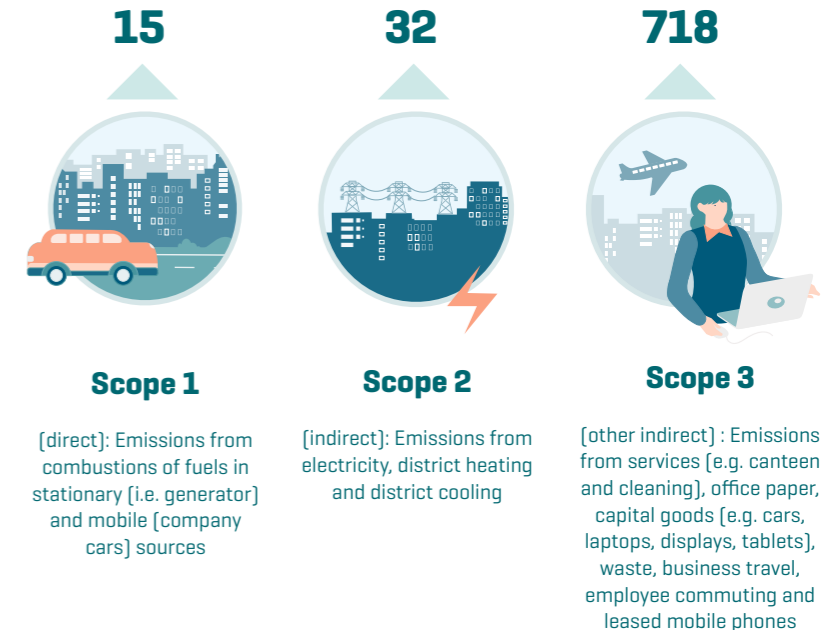 15
32
718
Scope 1
(direct): Emissions from
combustions of fuels in
stationary (i.e. generator)
and mobile (company
cars) sources
Scope 2
(indirect): Emissions from
electricity, district heating
and district cooling
Scope 3
(other indirect) : Emissions
from services (e.g. canteen
and cleaning), office paper,
capital goods (e.g. cars,
laptops, displays, tablets),
waste, business travel,
employee commuting and
leased mobile phones